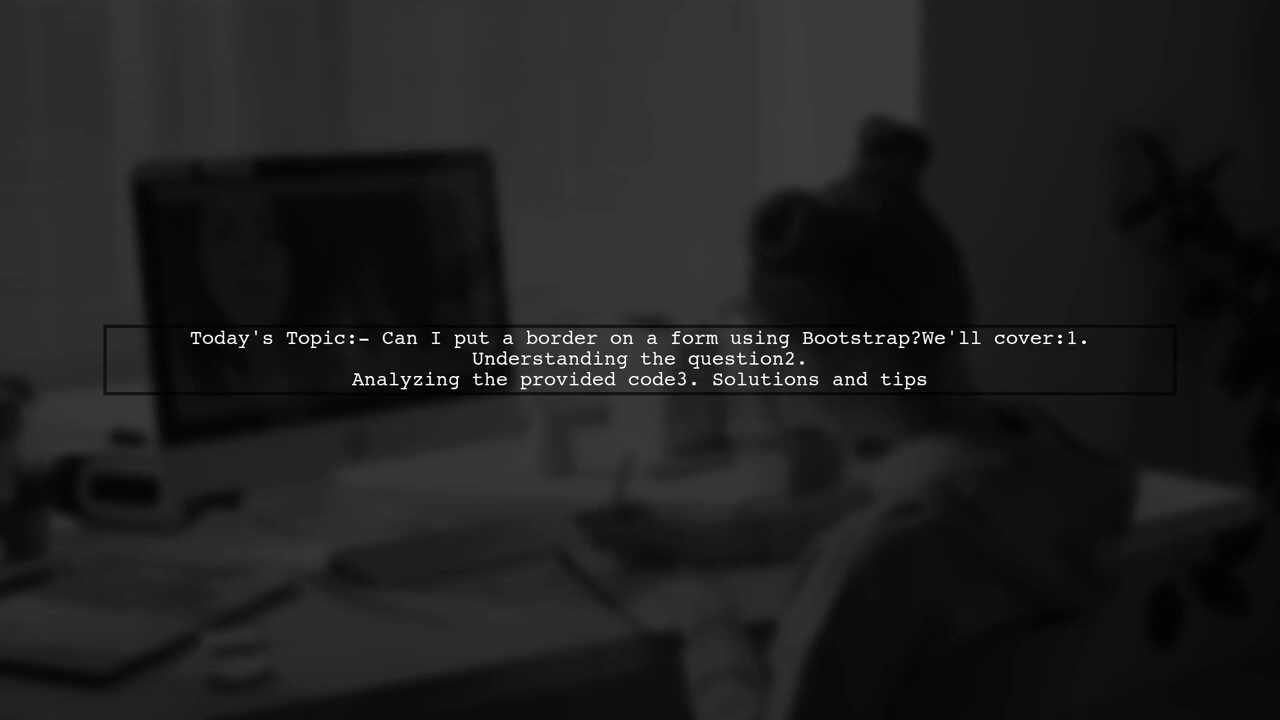 Today's Topic:- Can I put a border on a form using Bootstrap?We'll cover:1.
Understanding the question2.
Analyzing the provided code3. Solutions and tips